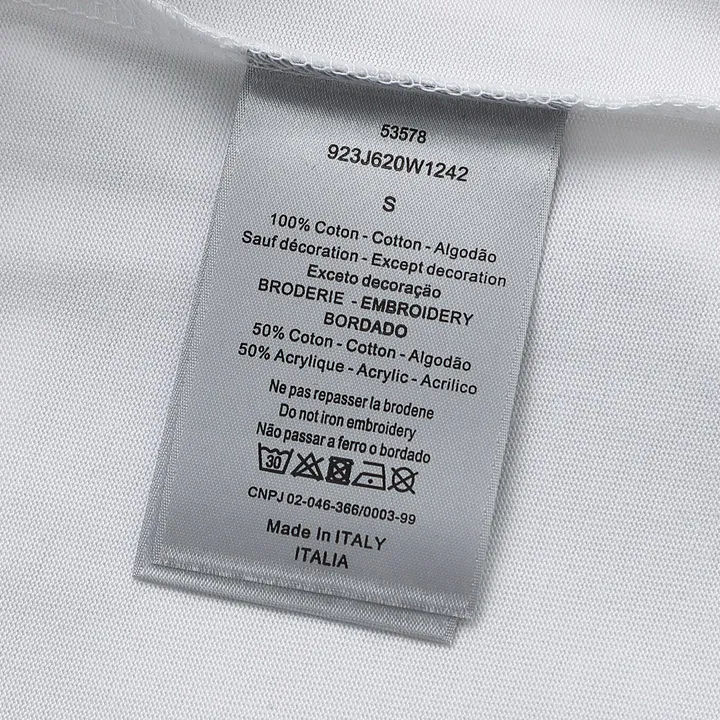 53578
923J620W1242
S
100% Coton - Cotton - Algodão
Sauf décoration - Except decoration
Exceto decoração
BRODERIE - EMBROIDERY
BORDADO
50% Coton - Cotton - Algodão
50% Acrylique - Acrylic - Acrilico
Ne pas repasser la brodene
Do not iron embroidery
Não passar a ferro o bordado
30
CNPJ 02-046-366/0003-99
Made In ITALY
ITALIA